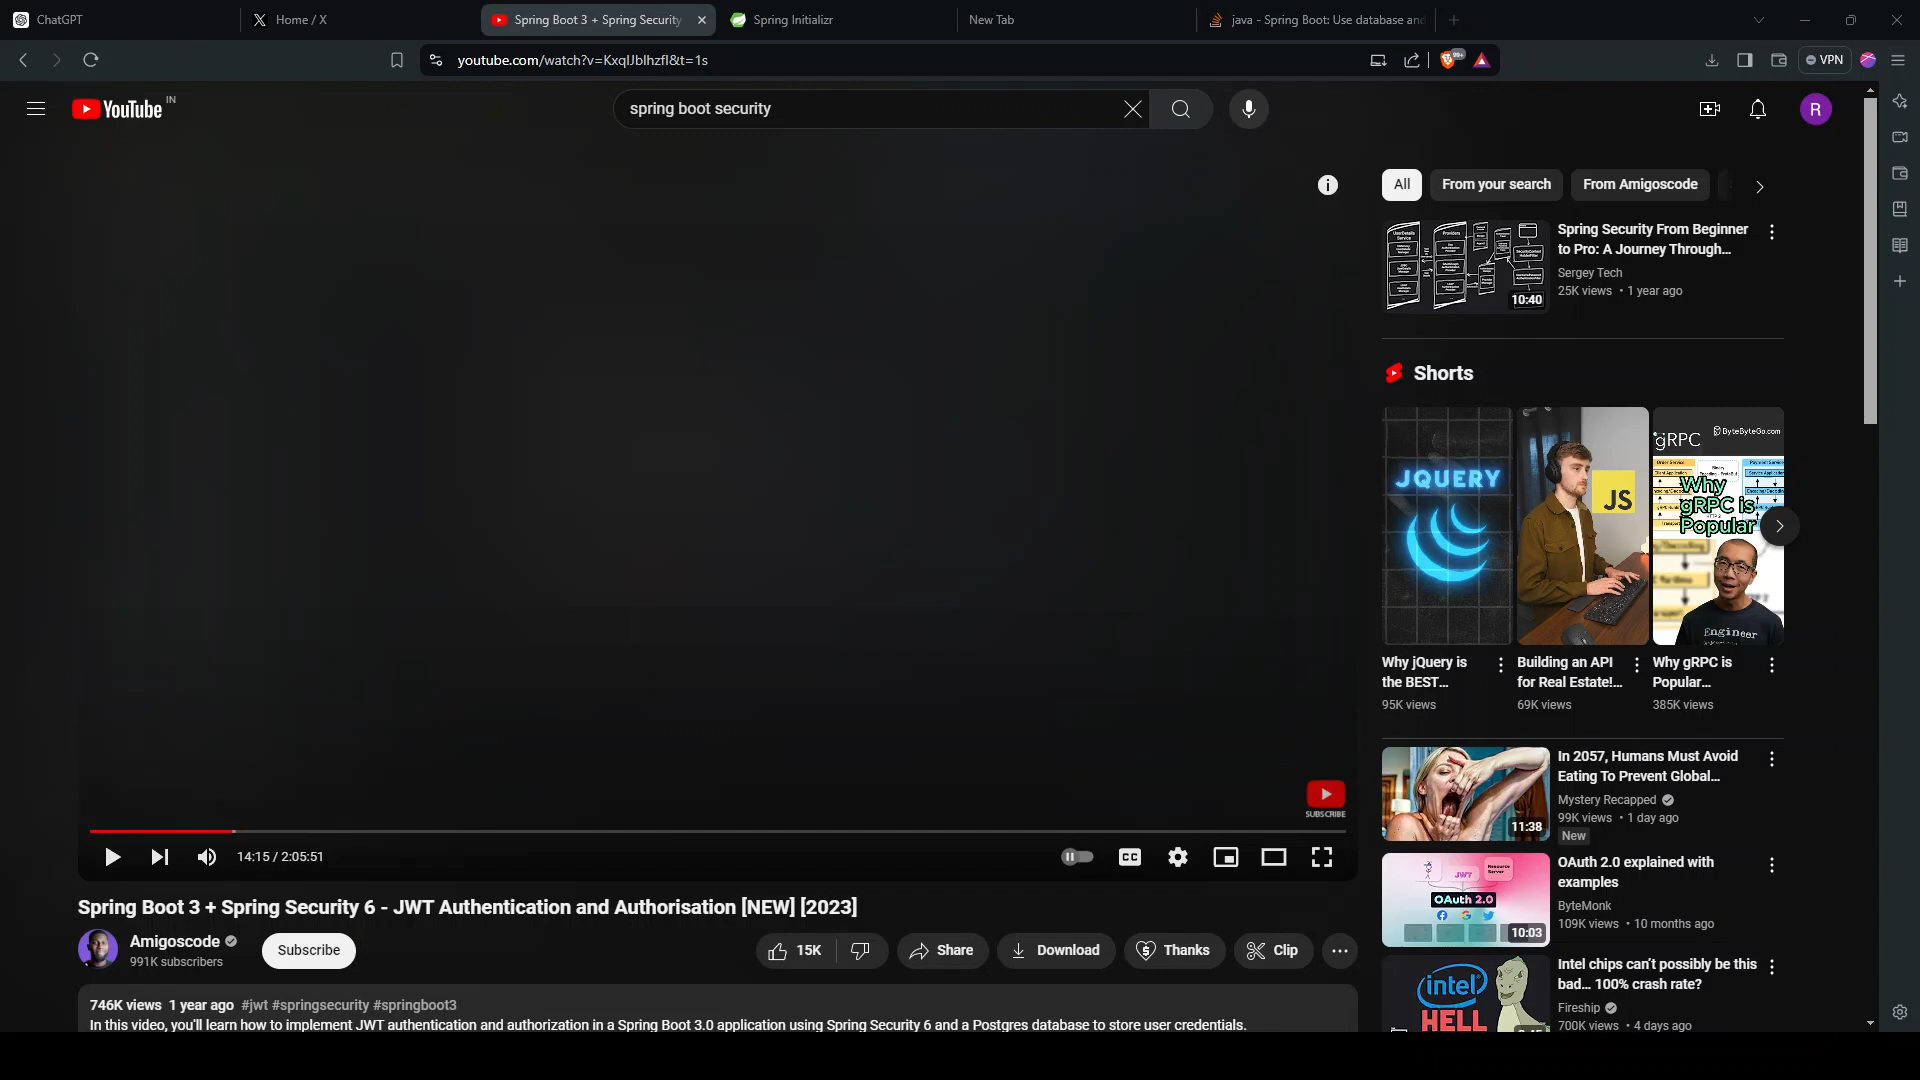 ChatGPT
Home / X
Spring Boot 3 + Spring Security
Spring Initializr
New Tab
java - Spring Boot: Use database and
youtube.com/watch?v=KxqlJblhzfI&t=1s
99+
VPN
YouTube IN
spring boot security
R
All
From your search
From Amigoscode
Spring Security From Beginner
to Pro: A Journey Through...
Sergey Tech
25K views • 1 year ago
10:40
Shorts
JQUERY
JS
gRPC
ByteByteGo.com
Why
gRPC is
Popular
Engineer
Why jQuery is
the BEST...
95K views
Building an API
for Real Estate!...
69K views
Why gRPC is
Popular...
385K views
SUBSCRIBE
14:15 / 2:05:51
CC
Spring Boot 3 + Spring Security 6 - JWT Authentication and Authorisation [NEW] [2023]
Amigoscode
991K subscribers
Subscribe
15K
Share
Download
Thanks
Clip
746K views 1 year ago #jwt #springsecurity #springboot3
In this video, you'll learn how to implement JWT authentication and authorization in a Spring Boot 3.0 application using Spring Security 6 and a Postgres database to store user credentials.
In 2057, Humans Must Avoid
Eating To Prevent Global...
Mystery Recapped
99K views • 1 day ago
New
11:38
OAuth 2.0 explained with
examples
ByteMonk
109K views • 10 months ago
JWT
OAuth 2.0
10:03
Intel chips can't possibly be this
bad... 100% crash rate?
Fireship
700K views • 4 days ago
intel
HELL